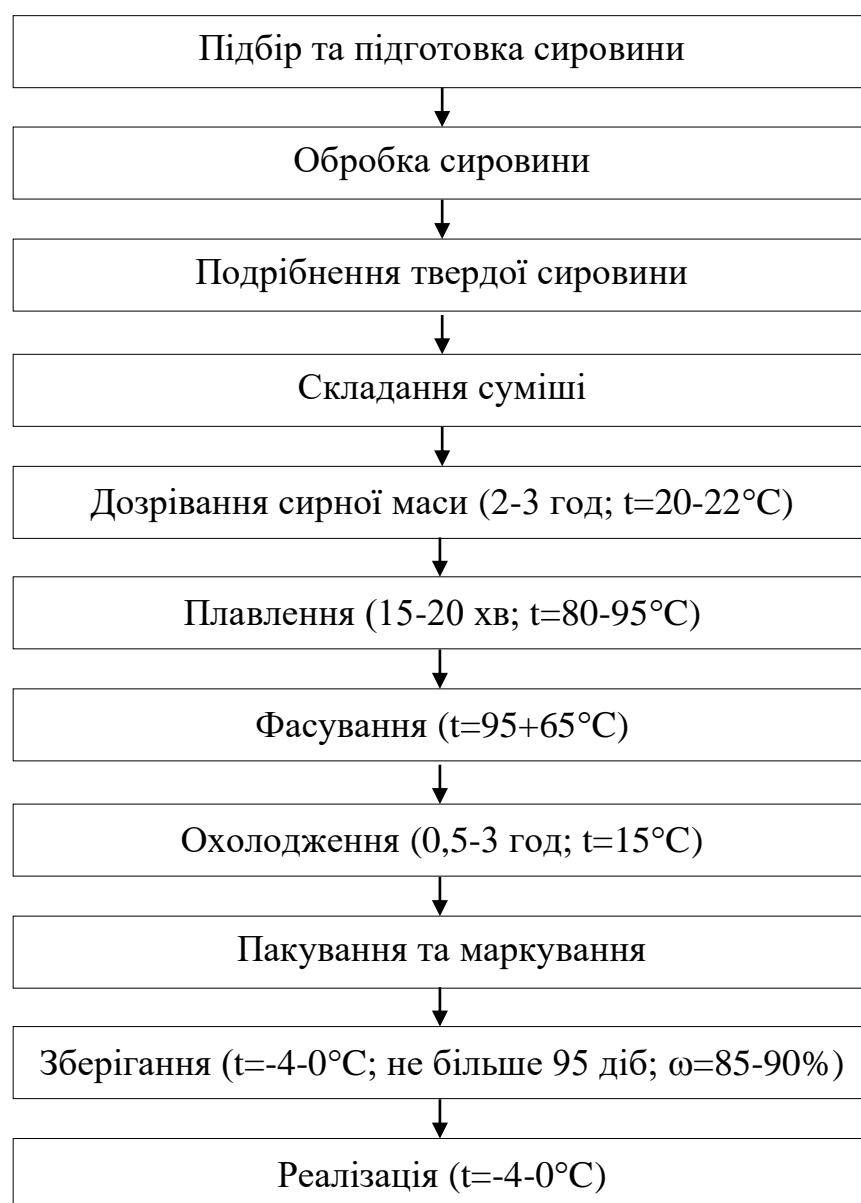 Підбір та підготовка сировини
Обробка сировини
Подрібнення твердої сировини
Складання суміші
Дозрівання сирної маси (2-3 год; t=20-22°С)
Плавлення (15-20 хв; t=80-95°С)
Фасування (t=95+65°С)
Охолодження (0,5-3 год; t=15°С)
Пакування та маркування
Зберігання (t=-4-0°С; не більше 95 діб; ω=85-90%)
Реалізація (t=-4-0°С)